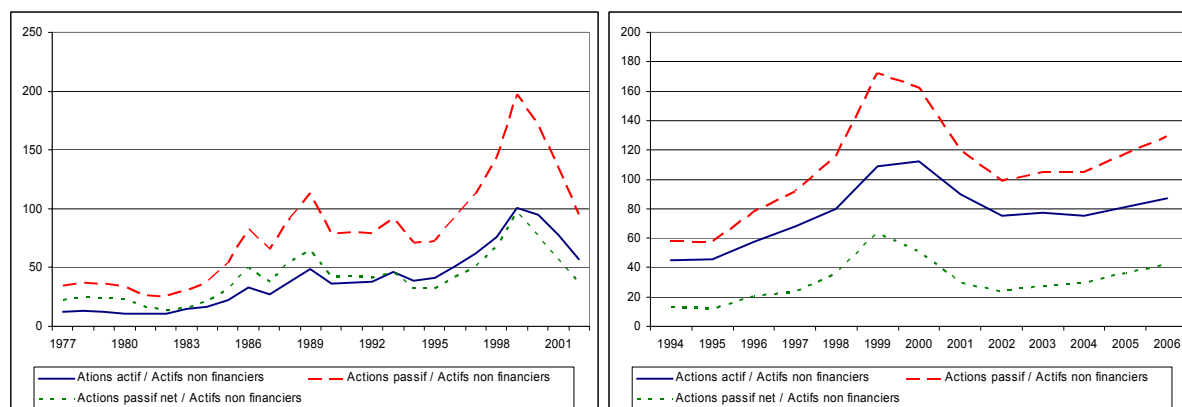 250
200
150
100
50
0
1977 1980 1983 1986 1989 1992 1995 1998 2001
Ations actif / Actifs non financiers
Actions passif / Actifs non financiers
Actions passif net / Actifs non financiers
200
180
160
140
120
100
80
60
40
20
0
1994 1995 1996 1997 1998 1999 2000 2001 2002 2003 2004 2005 2006
Actions actif / Actifs non financiers
Actions passif / Actifs non financiers
Actions passif net / Actifs non financiers